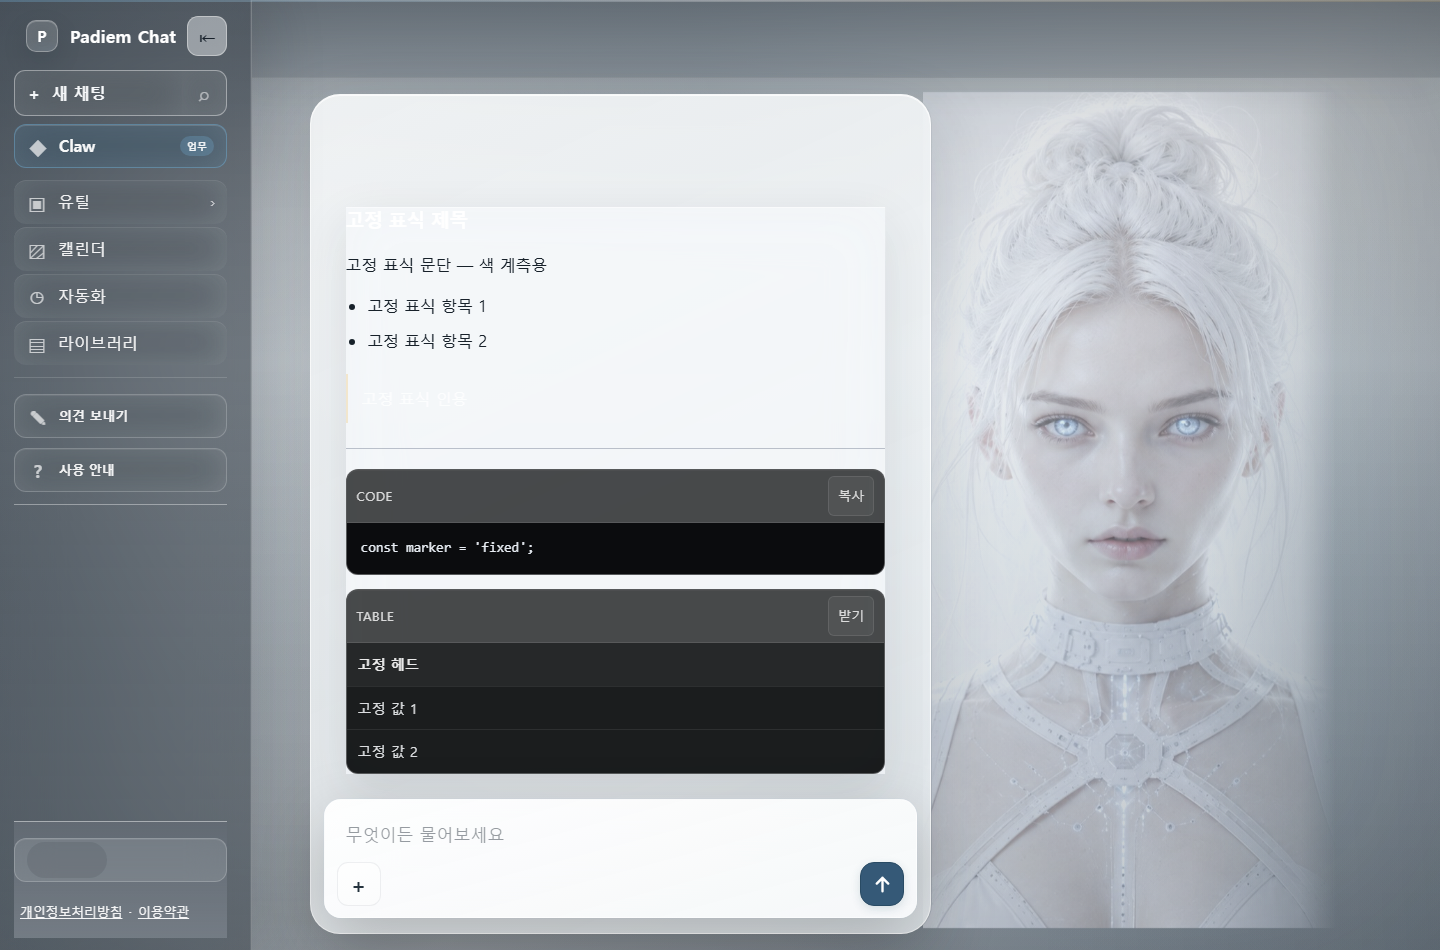 P Padiem Chat
+ 새 채팅
Claw 업무
유틸
캘린더
자동화
라이브러리
의견 보내기
? 사용 안내
개인정보처리방침 · 이용약관
고정 표식 제목
고정 표식 문단 — 색 계측용
• 고정 표식 항목 1
• 고정 표식 항목 2
고정 표식 인용
CODE 복사
const marker = 'fixed';
TABLE 받기
고정 헤드
고정 값 1
고정 값 2
무엇이든 물어보세요
+